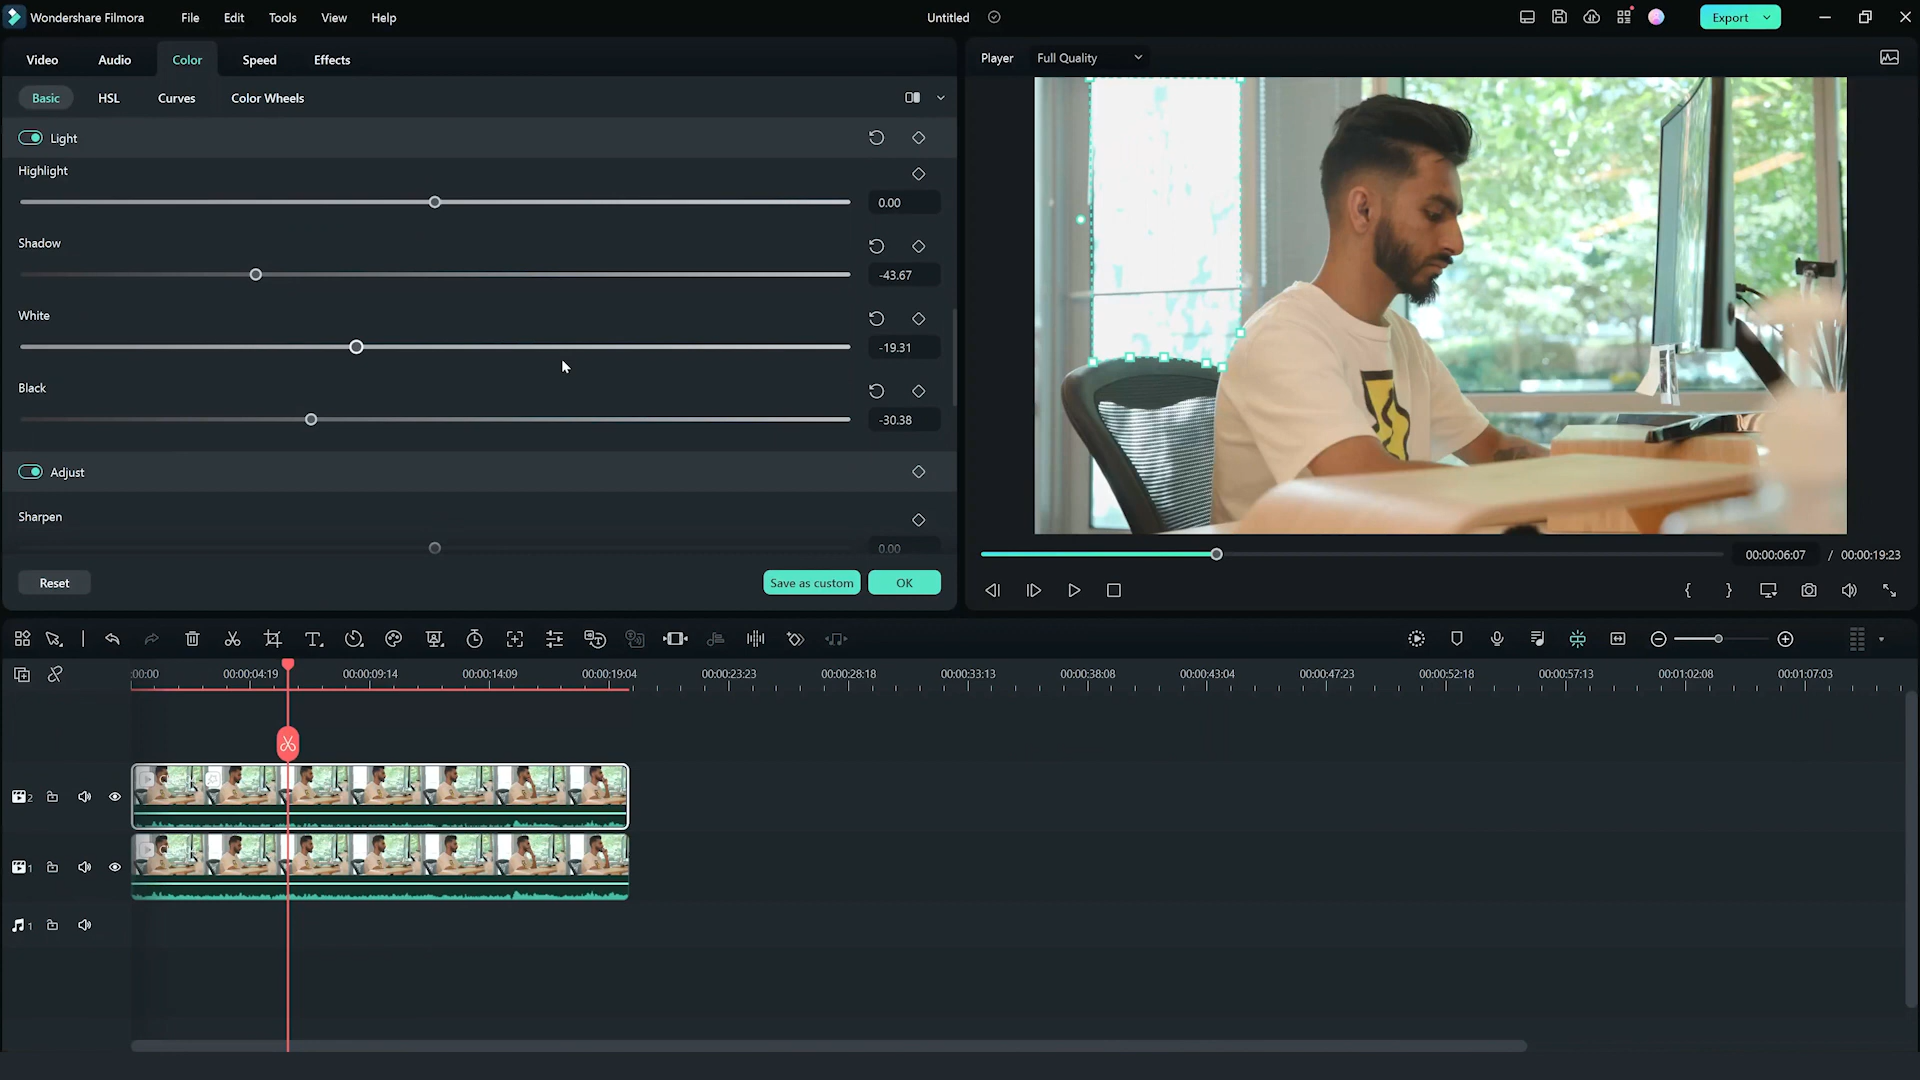 Wondershare Filmora File Edit Tools View Help Untitled Export
Video Audio Color Speed Effects
Player Full Quality
Basic HSL Curves Color Wheels
Light
Highlight
0.00
Shadow
-43.67
White
-19.31
Black
-30.38
Adjust
Sharpen
0.00
Reset Save as custom OK
00:00:06:07 / 00:00:19:23
:00:00 00:00:04:19 00:00:09:14 00:00:14:09 00:00:19:04 00:00:23:23 00:00:28:18 00:00:33:13 00:00:38:08 00:00:43:04 00:00:47:23 00:00:52:18 00:00:57:13 00:01:02:08 00:01:07:03
2
1
1